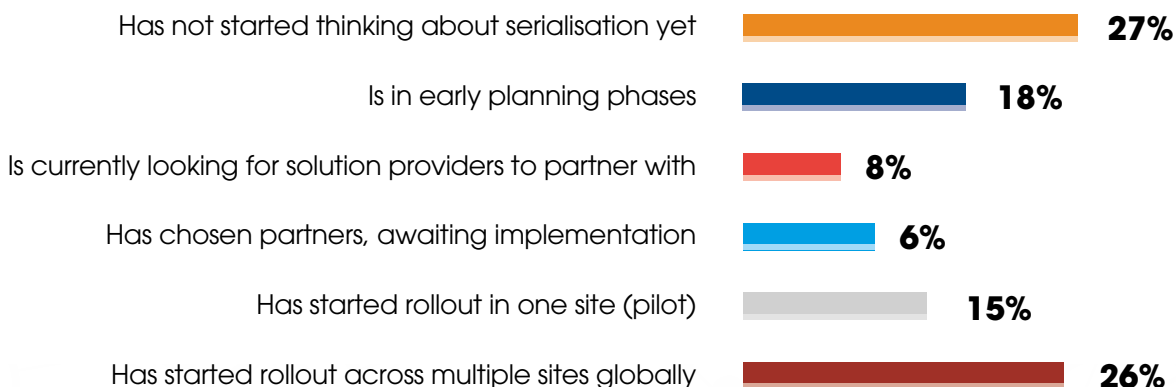 Has not started thinking about serialisation yet 27%
Is in early planning phases 18%
Is currently looking for solution providers to partner with 8%
Has chosen partners, awaiting implementation 6%
Has started rollout in one site (pilot) 15%
Has started rollout across multiple sites globally 26%